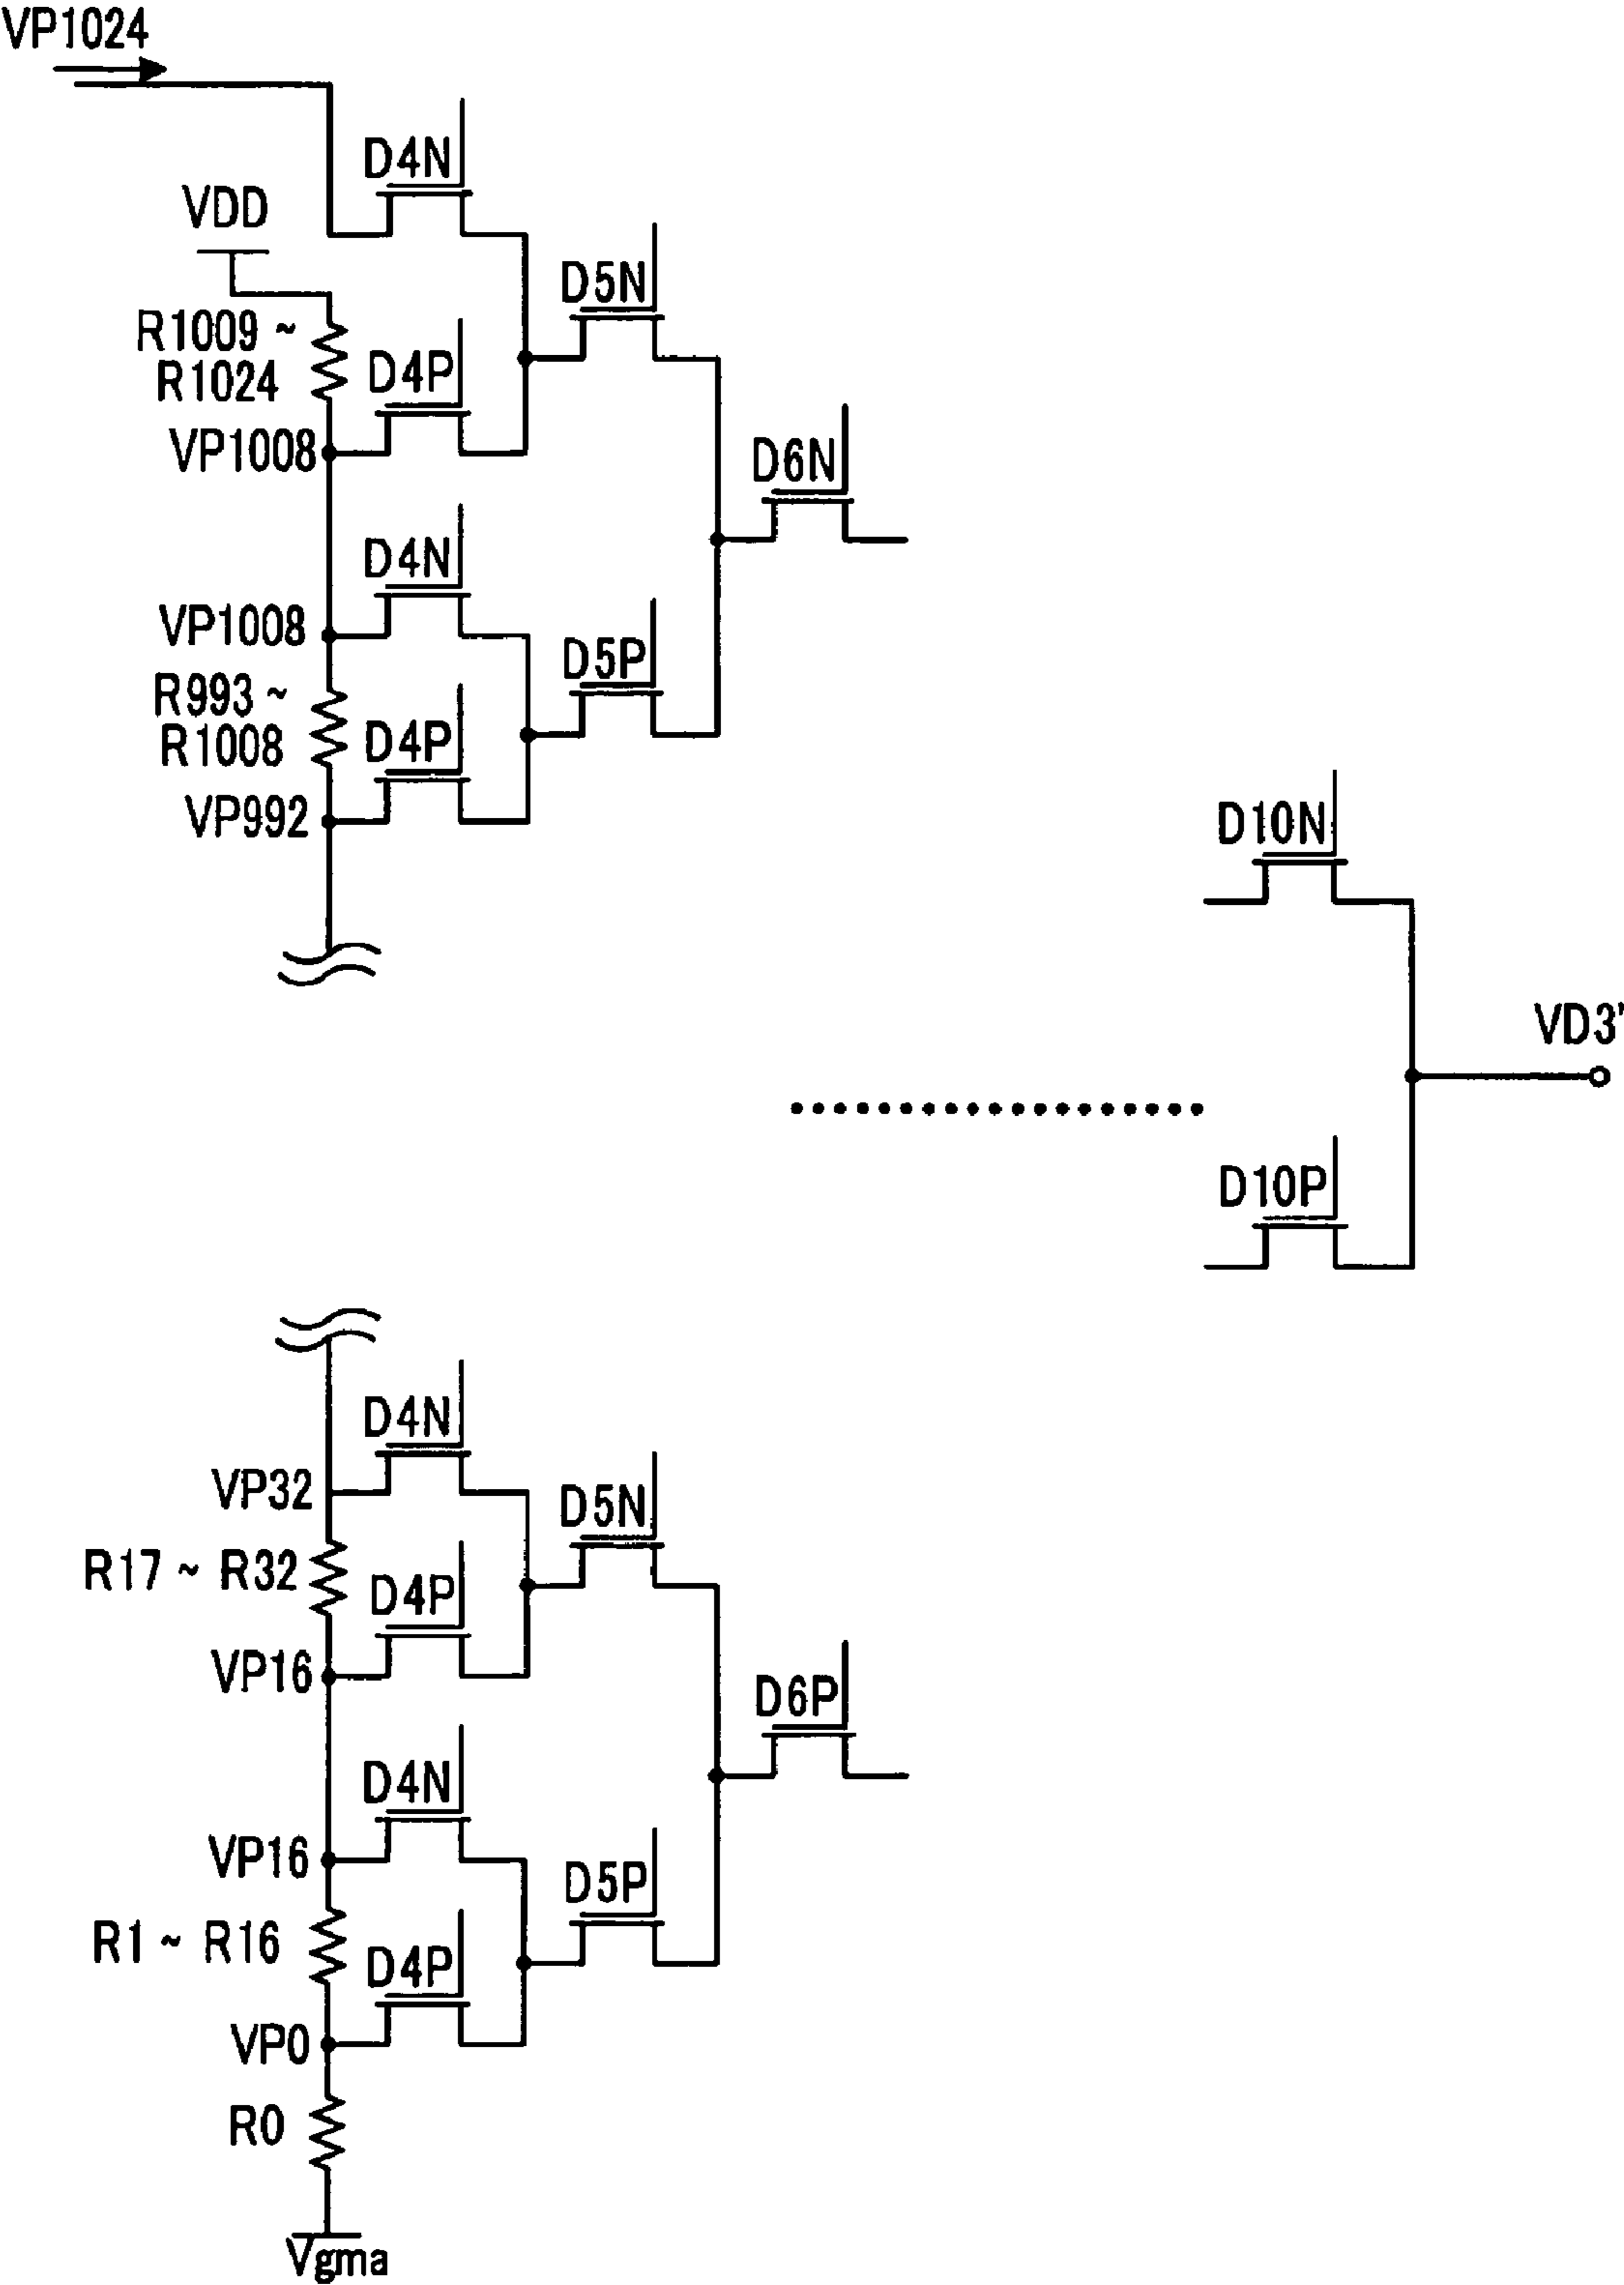 VP1024
D4N
VDD
D5N
R1009 ~
R1024
D4P
VP1008
D6N
D4N
VP1008
D5P
R993 ~
R1008
D4P
VP992
D10N
VD3'
D10P
D4N
VP32
D5N
R17 ~ R32
D4P
VP16
D6P
D4N
VP16
D5P
R1 ~ R16
D4P
VP0
R0
Vgma